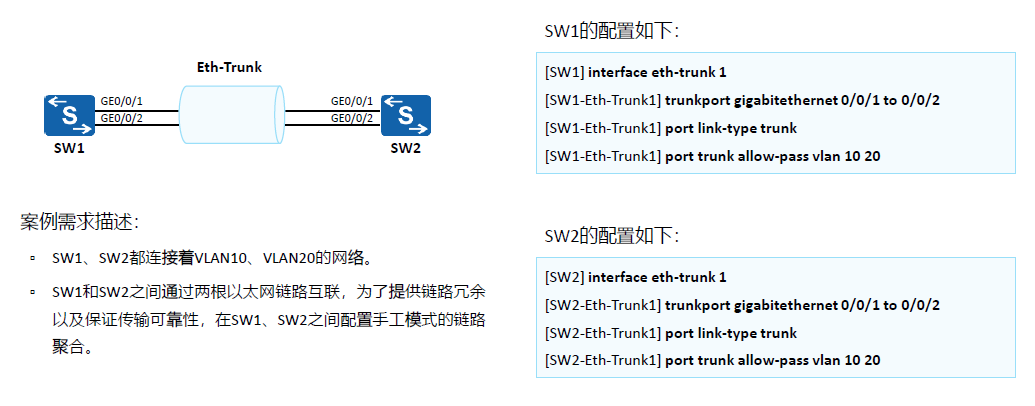 Eth-Trunk
GE0/0/1
GE0/0/1
GE0/0/2
GE0/0/2
S
S
SW1
SW2
案例需求描述：
▫ SW1、SW2都连接着VLAN10、VLAN20的网络。
▫ SW1和SW2之间通过两根以太网链路互联，为了提供链路冗余
以及保证传输可靠性，在SW1、SW2之间配置手工模式的链路
聚合。
SW1的配置如下：
[SW1] interface eth-trunk 1
[SW1-Eth-Trunk1] trunkport gigabitethernet 0/0/1 to 0/0/2
[SW1-Eth-Trunk1] port link-type trunk
[SW1-Eth-Trunk1] port trunk allow-pass vlan 10 20
SW2的配置如下：
[SW2] interface eth-trunk 1
[SW2-Eth-Trunk1] trunkport gigabitethernet 0/0/1 to 0/0/2
[SW2-Eth-Trunk1] port link-type trunk
[SW2-Eth-Trunk1] port trunk allow-pass vlan 10 20